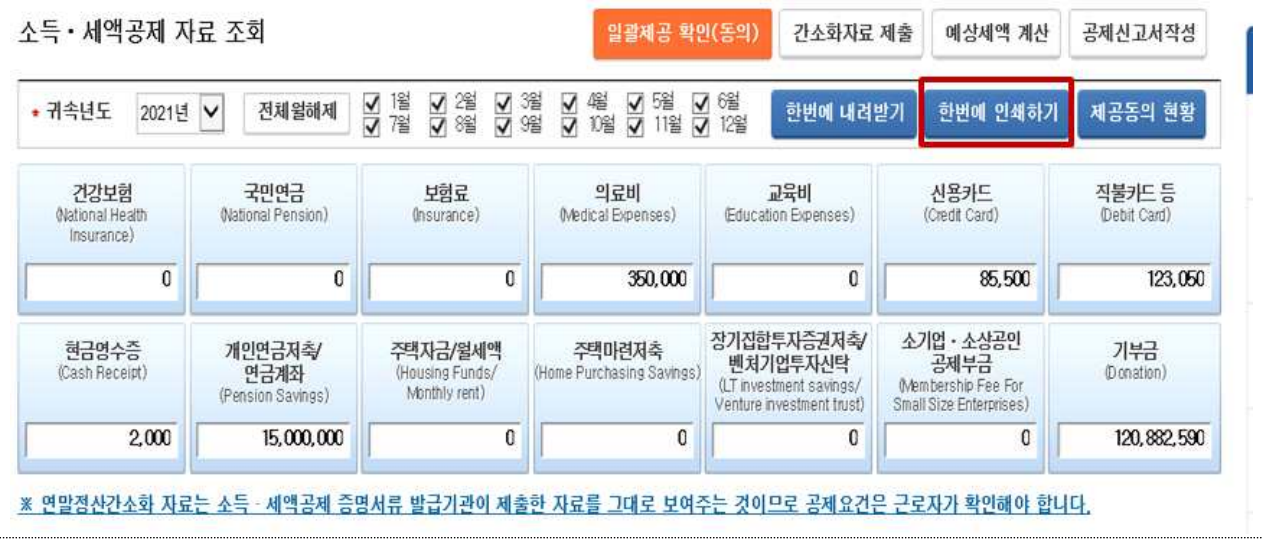 소득・세액공제 자료 조회
일괄제공 확인(동의)
간소화자료 제출
예상세액 계산
공제신고서작성
* 귀속년도
2021년
전체월해제
1월 2월 3월 4월 5월 6월
7월 8월 9월 10월 11월 12월
한번에 내려받기
한번에 인쇄하기
제공동의 현황
건강보험
(National Health
Insurance)
0
국민연금
(National Pension)
0
보험료
(Insurance)
0
의료비
(Medical Expenses)
350,000
교육비
(Education Expenses)
0
신용카드
(Credit Card)
85,500
직불카드 등
(Debit Card)
123,050
현금영수증
(Cash Receipt)
2,000
개인연금저축/
연금계좌
(Pension Savings)
15,000,000
주택자금/월세액
(Housing Funds/
Monthly rent)
0
주택마련저축
(Home Purchasing Savings)
0
장기집합투자증권저축/
벤처기업투자신탁
(LT investment savings/
Venture investment trust)
0
소기업・소상공인
공제부금
(Membership Fee For
Small Size Enterprises)
0
기부금
(Donation)
120,882,590
※ 연말정산간소화 자료는 소득 - 세액공제 증명서류 발급기관이 제출한 자료를 그대로 보여주는 것이므로 공제요건은 근로자가 확인해야 합니다.